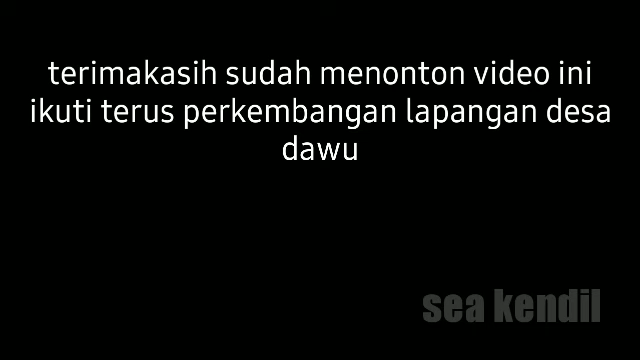 terimakasih sudah menonton video ini
ikuti terus perkembangan lapangan desa
dawu
sea kendil